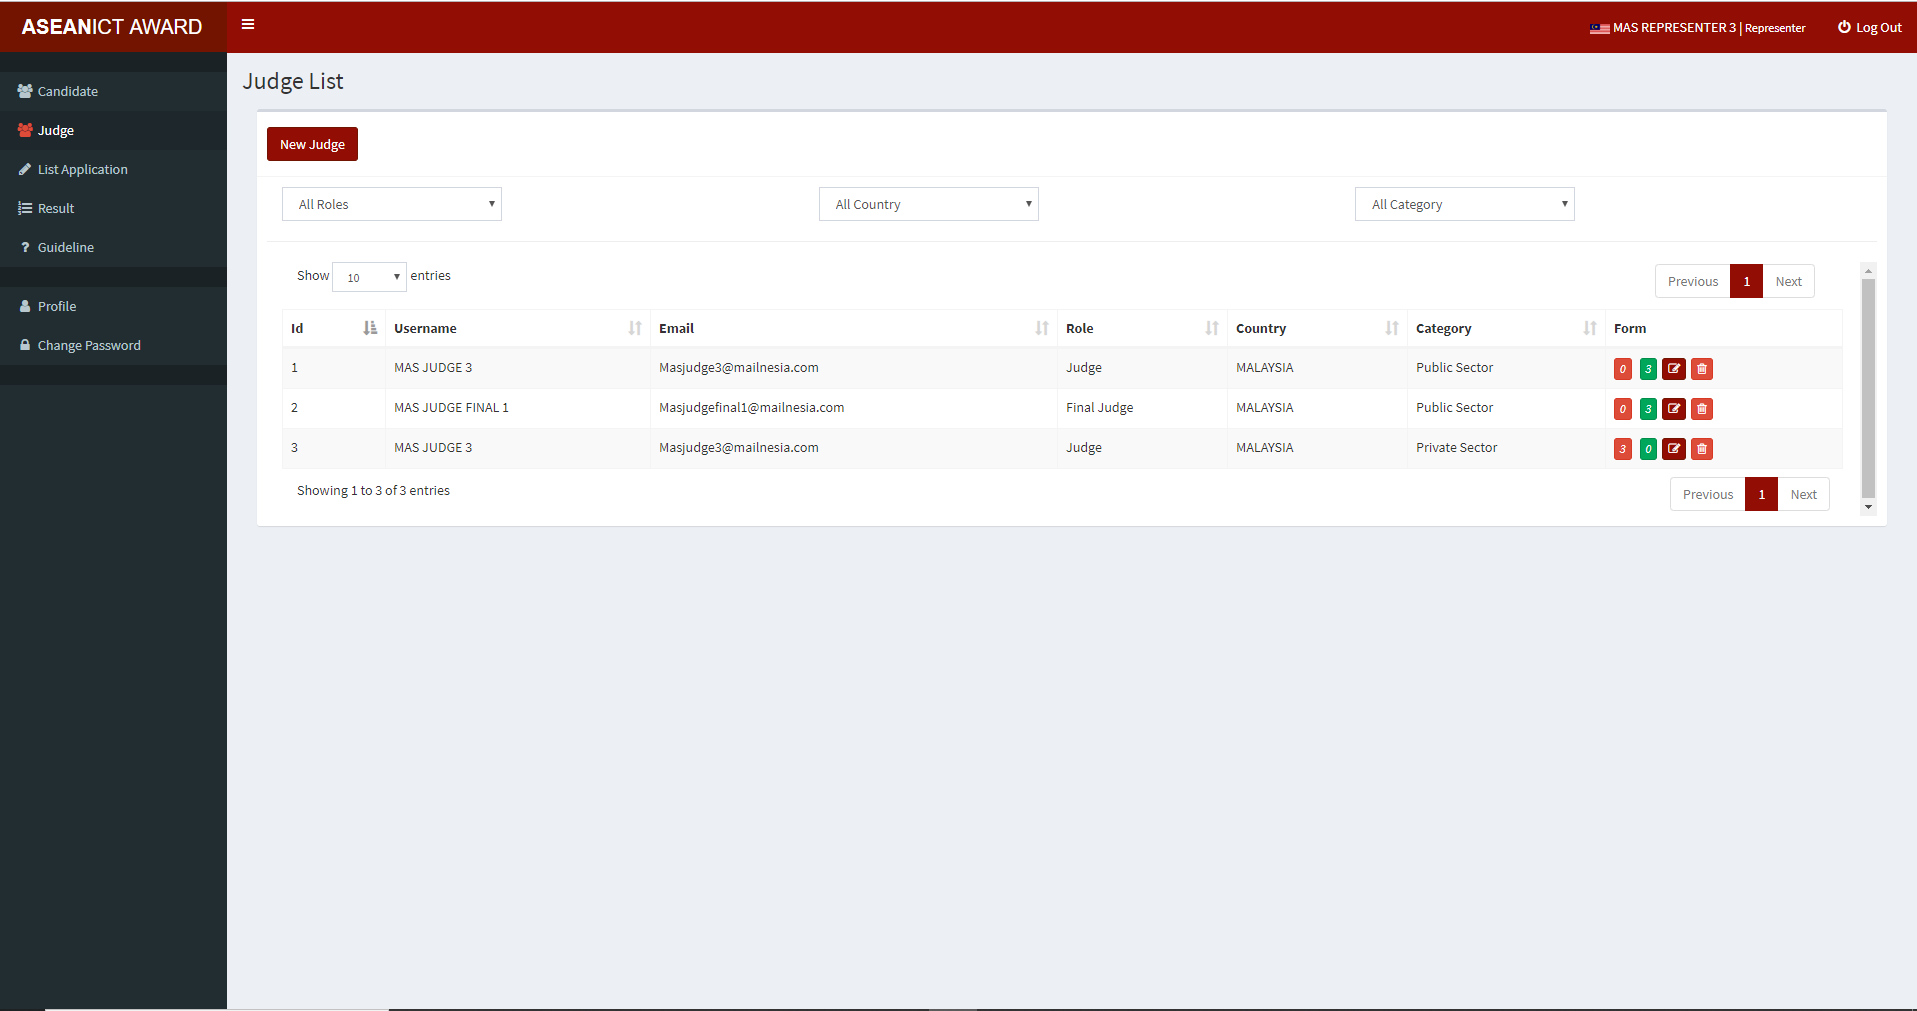 ASEANICT AWARD
MAS REPRESENTER 3 | Representer
Log Out
Candidate
Judge
List Application
Result
? Guideline
Profile
Change Password
Judge List
New Judge
All Roles
All Country
All Category
Show 10 entries
Previous 1 Next
Id Username Email Role Country Category Form
1 MAS JUDGE 3 Masjudge3@mailnesia.com Judge MALAYSIA Public Sector 0 3
2 MAS JUDGE FINAL 1 Masjudgefinal1@mailnesia.com Final Judge MALAYSIA Public Sector 0 3
3 MAS JUDGE 3 Masjudge3@mailnesia.com Judge MALAYSIA Private Sector 3 0
Showing 1 to 3 of 3 entries
Previous 1 Next